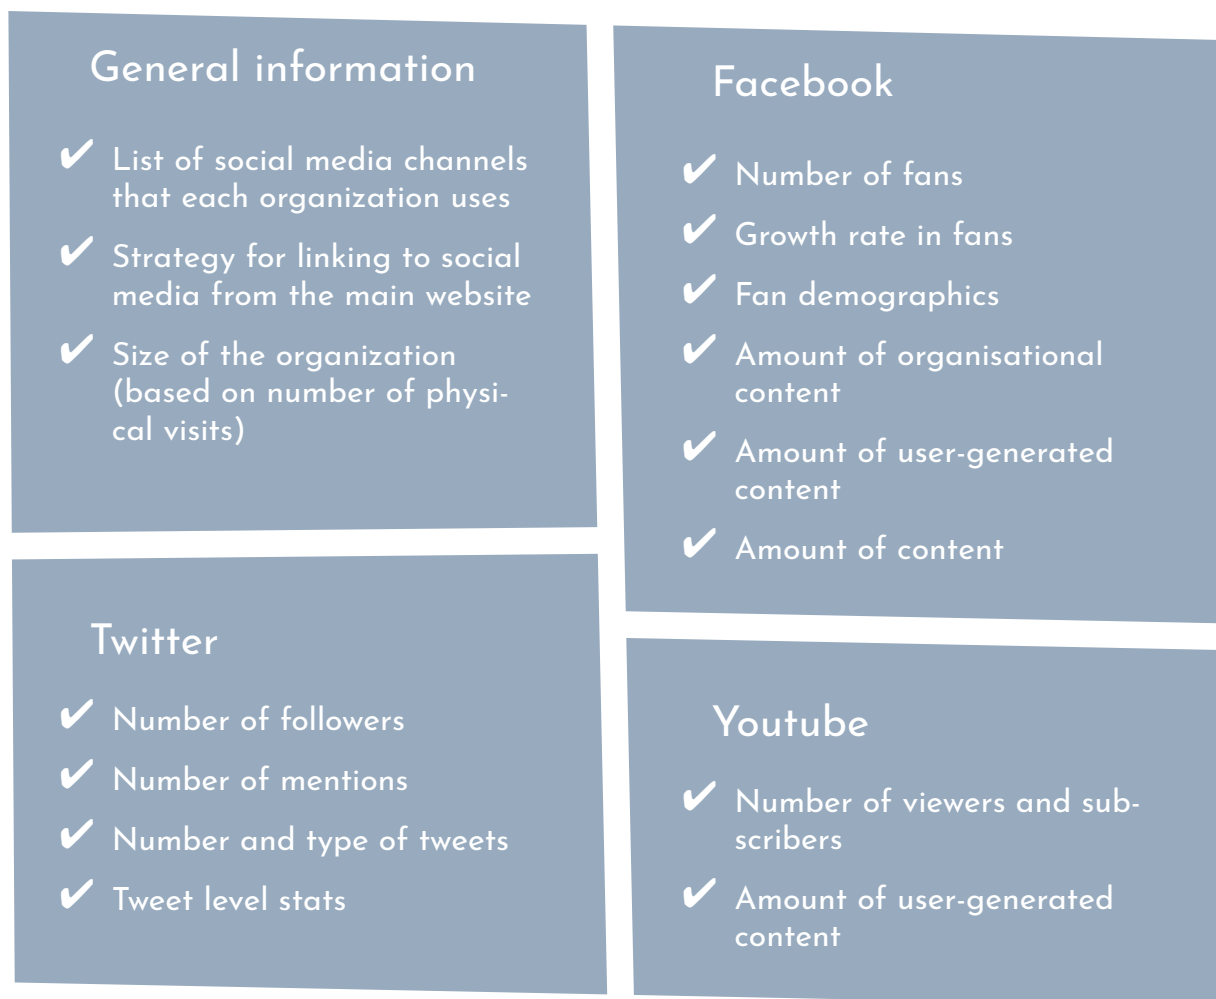 General information
List of social media channels
that each organization uses
Strategy for linking to social
media from the main website
Size of the organization
(based on number of physi-
cal visits)
Facebook
Number of fans
Growth rate in fans
Fan demographics
Amount of organisational
content
Amount of user-generated
content
Amount of content
Twitter
Number of followers
Number of mentions
Number and type of tweets
Tweet level stats
Youtube
Number of viewers and sub-
scribers
Amount of user-generated
content